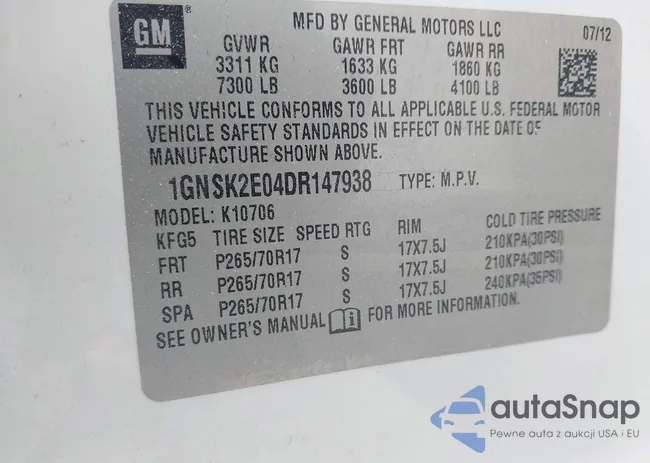 GM
MFD BY GENERAL MOTORS LLC 07/12
GVWR GAWR FRT GAWR RR
3311 KG 1633 KG 1860 KG
7300 LB 3600 LB 4100 LB
THIS VEHICLE CONFORMS TO ALL APPLICABLE U.S. FEDERAL MOTOR
VEHICLE SAFETY STANDARDS IN EFFECT ON THE DATE OF
MANUFACTURE SHOWN ABOVE.
1GNSK2E04DR147938 TYPE: M.P.V.
MODEL: K10706
KFG5 TIRE SIZE SPEED RTG RIM COLD TIRE PRESSURE
FRT P265/70R17 S 17X7.5J 210KPA(30PSI)
RR P265/70R17 S 17X7.5J 210KPA(30PSI)
SPA P265/70R17 S 17X7.5J 240KPA(35PSI)
SEE OWNER'S MANUAL i FOR MORE INFORMATION.
autaSnap
Pewne auta z aukcji USA i EU